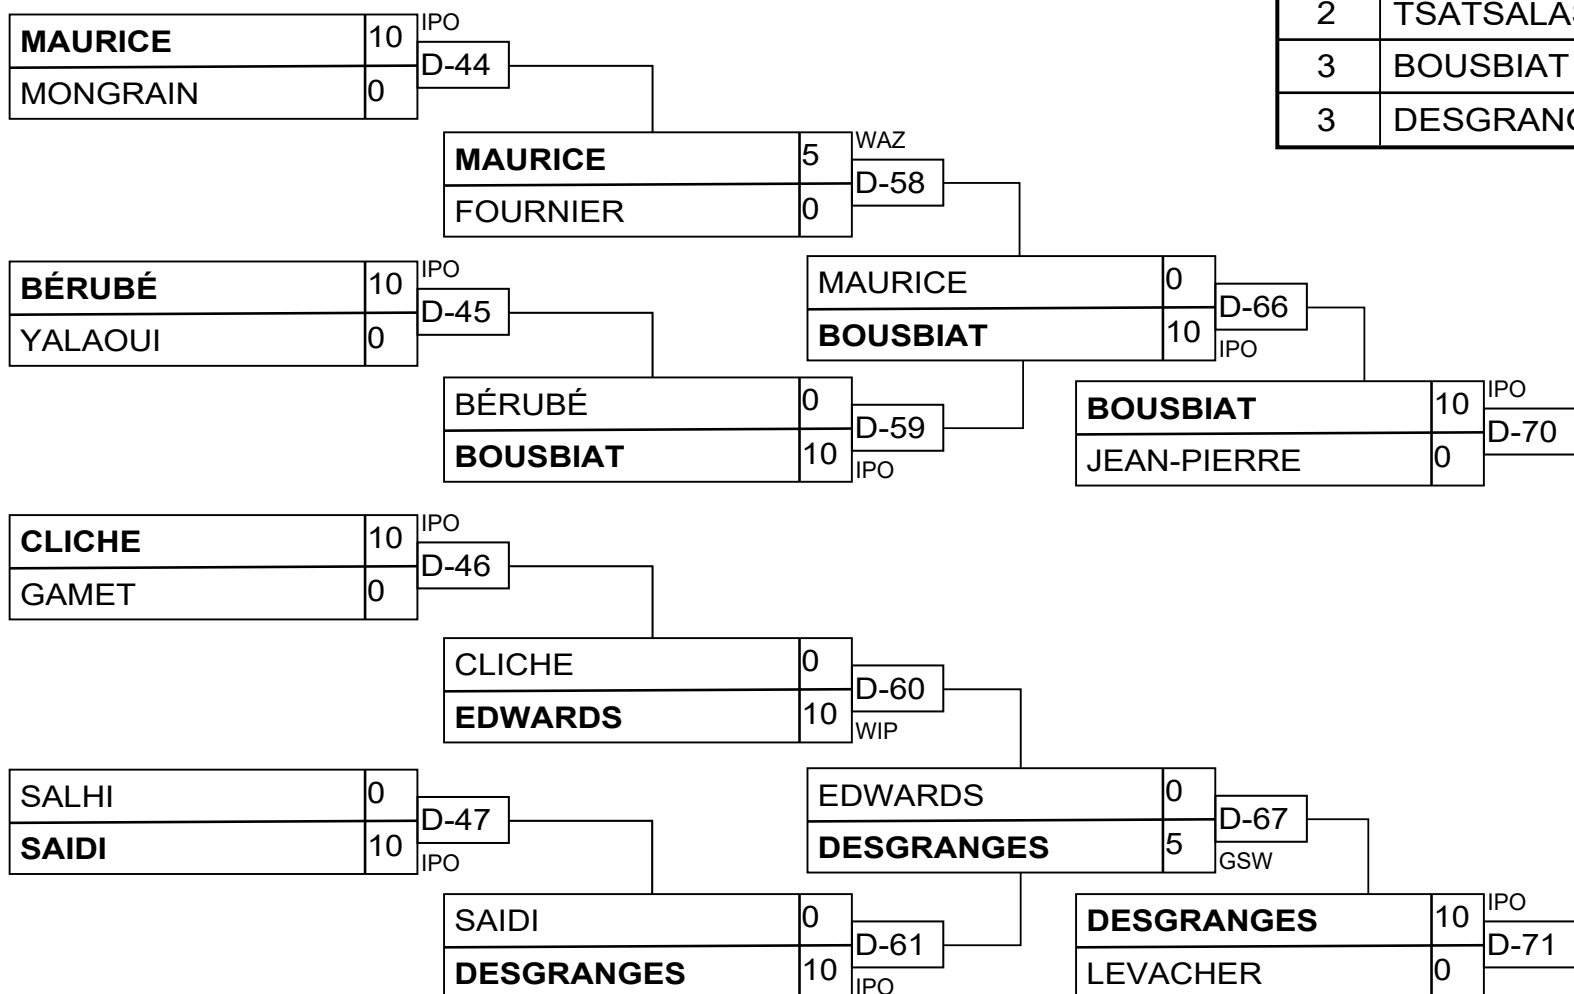 2 TSATSALAS
3 BOUSBIAT
3 DESGRANG
MAURICE 10 IPO
D-44
MONGRAIN 0
MAURICE 5 WAZ
D-58
FOURNIER 0
BÉRUBÉ 10 IPO
D-45
YALAOUI 0
MAURICE 0
D-66
BOUSBIAT 10 IPO
BÉRUBÉ 0
D-59
BOUSBIAT 10 IPO
BOUSBIAT 10 IPO
D-70
JEAN-PIERRE 0
CLICHE 10 IPO
D-46
GAMET 0
CLICHE 0
D-60
EDWARDS 10 WIP
SALHI 0
D-47
SAIDI 10 IPO
EDWARDS 0
D-67
DESGRANGES 5 GSW
SAIDI 0
D-61
DESGRANGES 10 IPO
DESGRANGES 10 IPO
D-71
LEVACHER 0